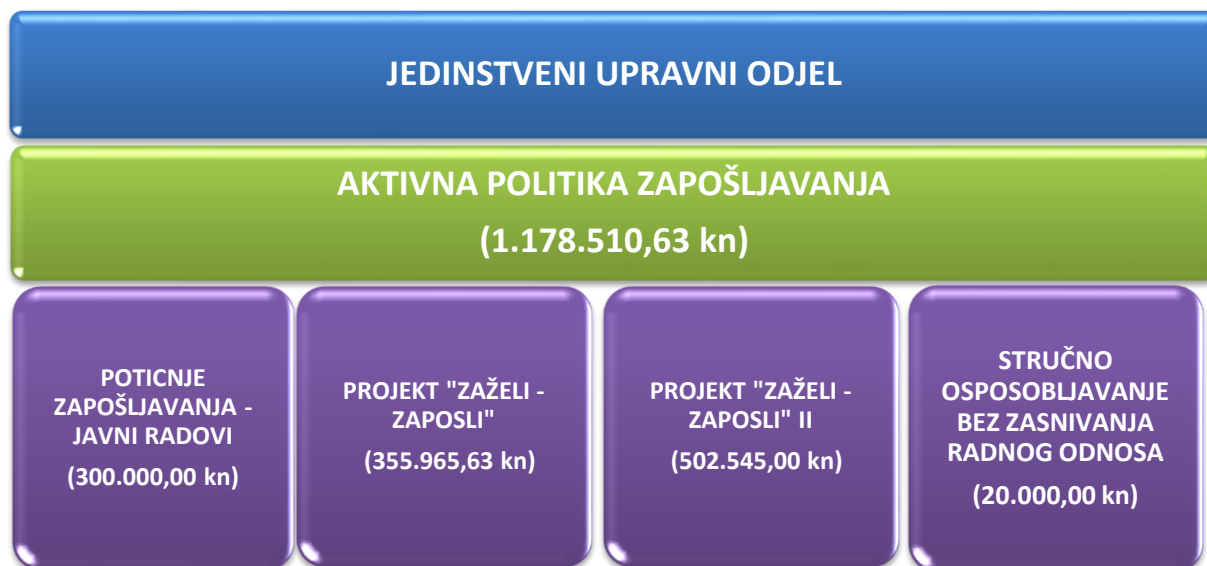 JEDINSTVENI UPRAVNI ODJEL
AKTIVNA POLITIKA ZAPOŠLJAVANJA
(1.178.510,63 kn)
POTICNJE
ZAPOŠLJAVANJA -
JAVNI RADOVI
(300.000,00 kn)
PROJEKT "ZAŽELI -
ZAPOSLI"
(355.965,63 kn)
PROJEKT "ZAŽELI -
ZAPOSLI" II
(502.545,00 kn)
STRUČNO
OSPOSOBLJAVANJE
BEZ ZASNIVANJA
RADNOG ODNOSA
(20.000,00 kn)